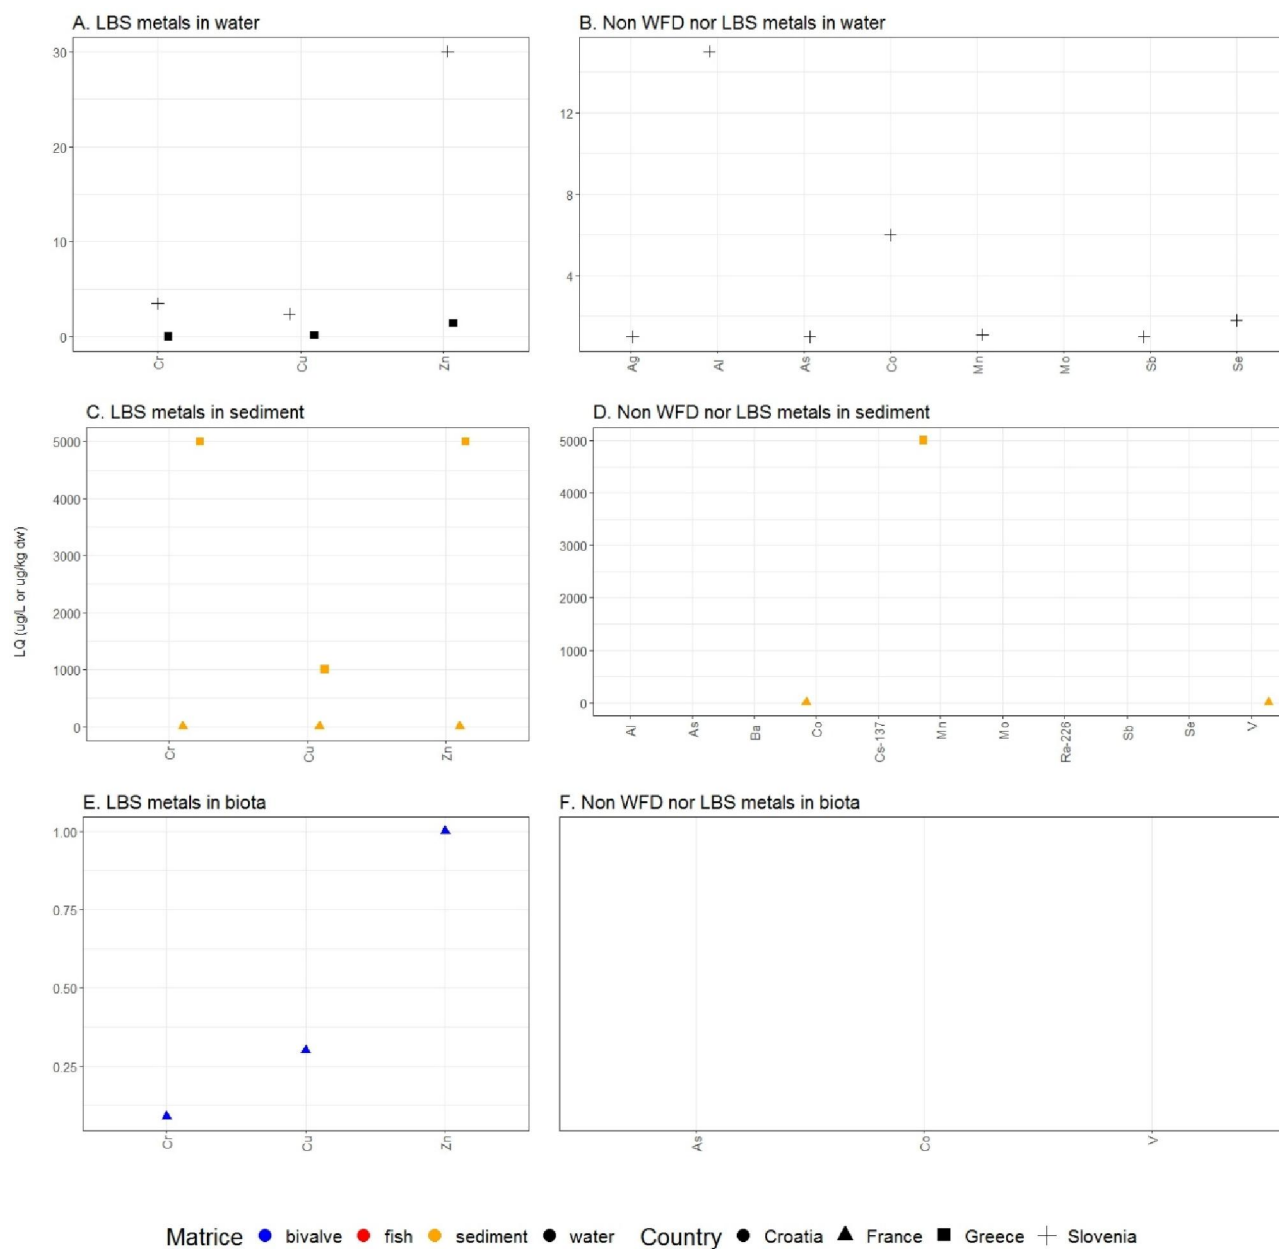 A. LBS metals in water
30
20
10
0
Cr
Cu
Zn
B. Non WFD nor LBS metals in water
12
8
4
Ag
Al
As
Co
Mn
Mo
Sb
Se
C. LBS metals in sediment
5000
4000
3000
2000
1000
0
Cr
Cu
Zn
D. Non WFD nor LBS metals in sediment
5000
4000
3000
2000
1000
0
Al
As
Ba
Co
Cs-137
Mn
Mo
Ra-226
Sb
Se
V
LQ (ug/L or ug/kg dw)
E. LBS metals in biota
1.00
0.75
0.50
0.25
Cr
Cu
Zn
F. Non WFD nor LBS metals in biota
As
Co
V
Matrice bivalve fish sediment water Country Croatia France Greece Slovenia